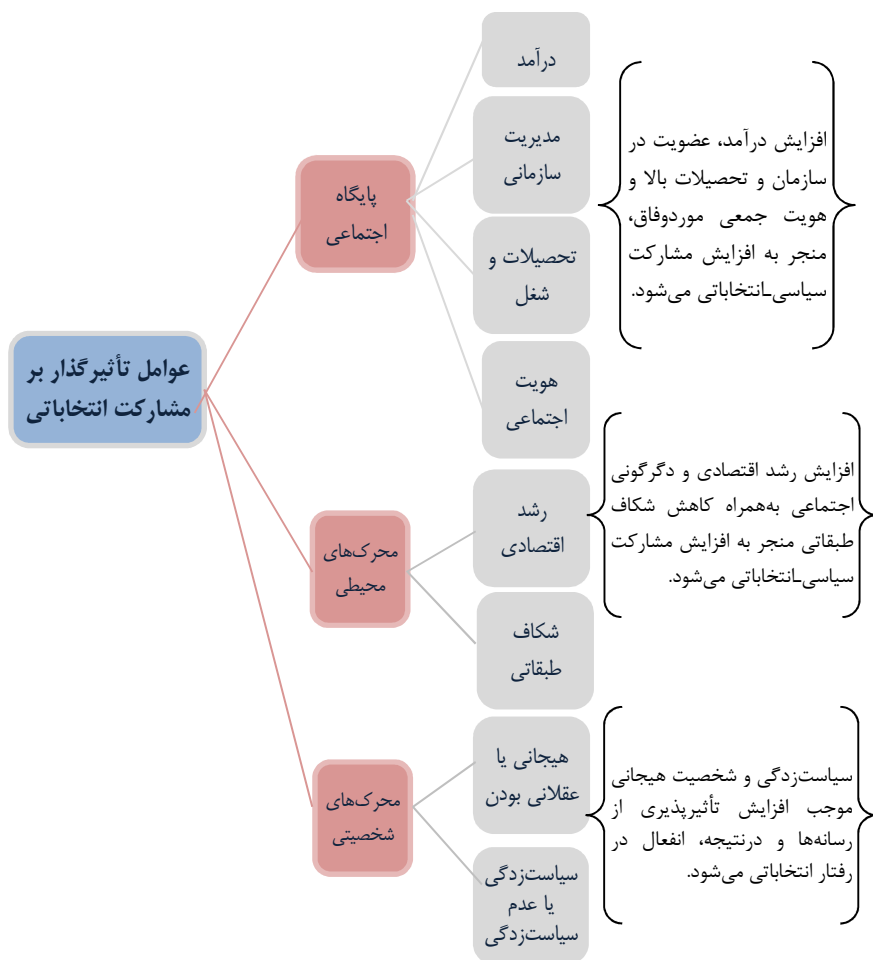 عوامل تأثیرگذار بر
مشارکت انتخاباتی
پایگاه
اجتماعی
درآمد
مدیریت
سازمانی
تحصیلات و
شغل
هویت
اجتماعی
افزایش درآمد، عضویت در
سازمان و تحصیلات بالا و
هویت جمعی موردوفاق،
منجر به افزایش مشارکت
سیاسی‌ـانتخاباتی می‌شود.
محرک‌های
محیطی
رشد
اقتصادی
شکاف
طبقاتی
افزایش رشد اقتصادی و دگرگونی
اجتماعی به‌همراه کاهش شکاف
طبقاتی منجر به افزایش مشارکت
سیاسی‌ـانتخاباتی می‌شود.
محرک‌های
شخصیتی
هیجانی یا
عقلانی بودن
سیاست‌زدگی
یا عدم
سیاست‌زدگی
سیاست‌زدگی و شخصیت هیجانی
موجب افزایش تأثیرپذیری از
رسانه‌ها و درنتیجه، انفعال در
رفتار انتخاباتی می‌شود.